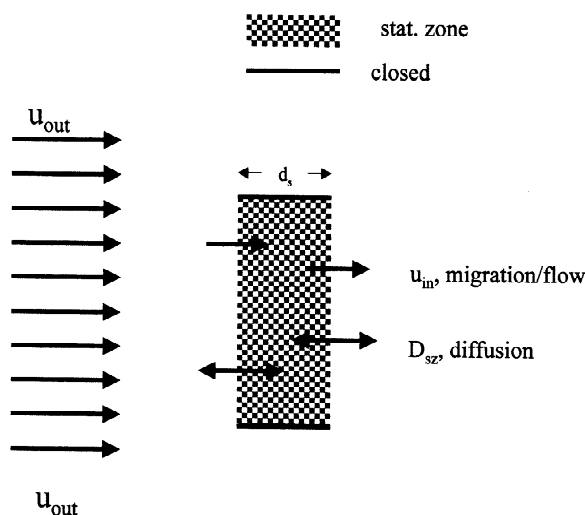 stat. zone
closed
u_out
d_s
u_in, migration/flow
D_sz, diffusion
u_out